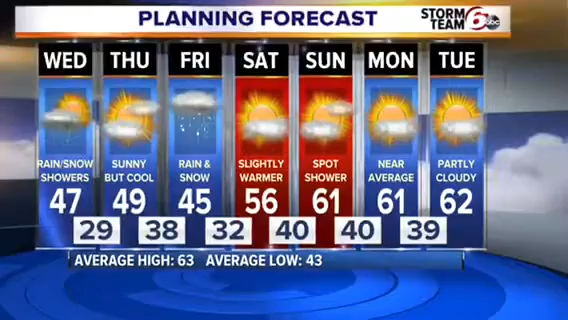 PLANNING FORECAST
STORM
TEAM 6 abc
WED THU FRI SAT SUN MON TUE
RAIN/SNOW SHOWERS
SUNNY BUT COOL
RAIN & SNOW
SLIGHTLY WARMER
SPOT SHOWER
NEAR AVERAGE
PARTLY CLOUDY
47 49 45 56 61 61 62
29 38 32 40 40 39
AVERAGE HIGH: 63 AVERAGE LOW: 43